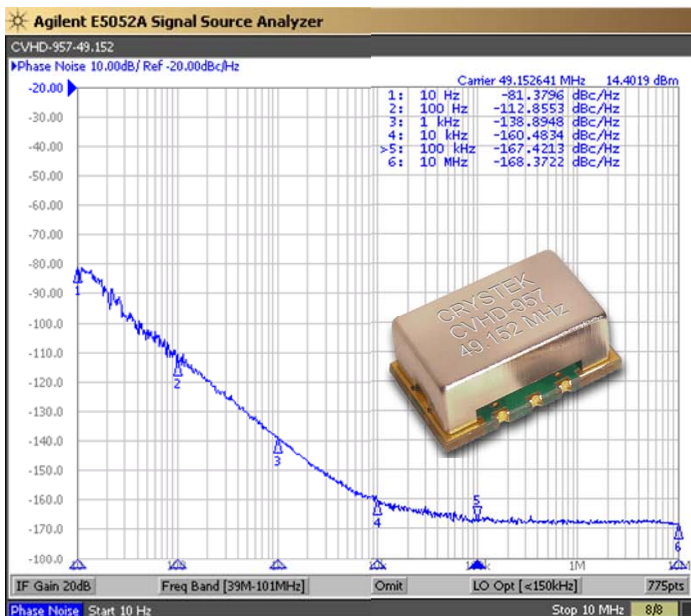 Agilent E5052A Signal Source Analyzer
CVHD-957-49.152
Phase Noise 10.00dB/ Ref -20.00dBc/Hz
Carrier 49.152641 MHz 14.4019 dBm
1: 10 Hz -81.3796 dBc/Hz
2: 100 Hz -112.8553 dBc/Hz
3: 1 kHz -138.8948 dBc/Hz
4: 10 kHz -160.4834 dBc/Hz
>5: 100 kHz -167.4213 dBc/Hz
6: 10 MHz -168.3722 dBc/Hz
-20.00
-30.00
-40.00
-50.00
-60.00
-70.00
-80.00
-90.00
-100.0
-110.0
-120.0
-130.0
-140.0
-150.0
-160.0
-170.0
-100.0
1
2
3
4
5
6
CRYSTEK
CVHD-957
49.152 MHz
1M
IF Gain 20dB Freq Band [39M-101MHz] Omit LO Opt [<150kHz] 775pts
Phase Noise Start 10 Hz Stop 10 MHz 8/8